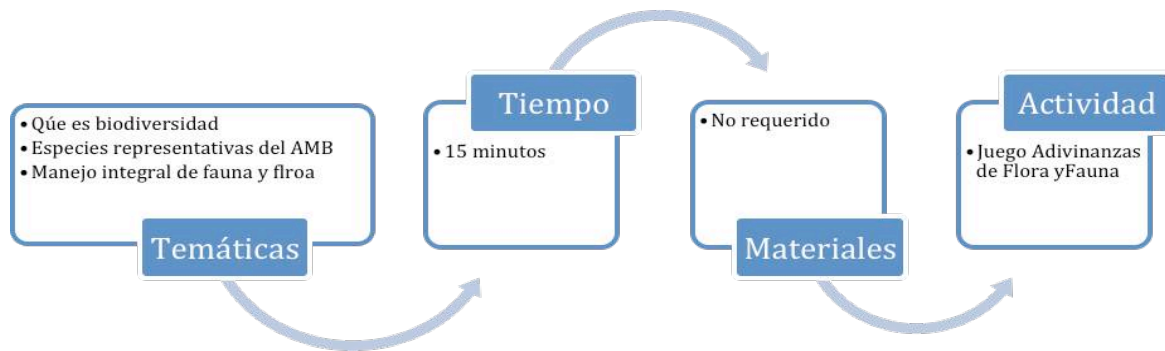 • Qúe es biodiversidad
• Especies representativas del AMB
• Manejo integral de fauna y flroa
Temáticas
Tiempo
• 15 minutos
• No requerido
Materiales
Actividad
• Juego Adivinanzas
de Flora yFauna